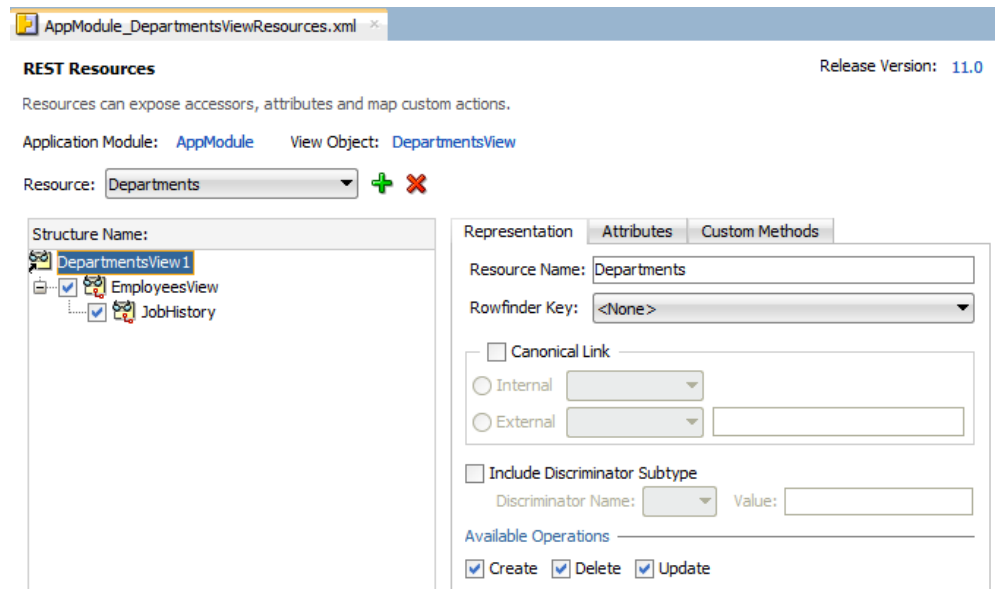 AppModule_DepartmentsViewResources.xml
REST Resources
Release Version: 11.0
Resources can expose accessors, attributes and map custom actions.
Application Module: AppModule View Object: DepartmentsView
Resource: Departments
Structure Name:
DepartmentsView1
EmployeesView
JobHistory
Representation Attributes Custom Methods
Resource Name: Departments
Rowfinder Key: <None>
Canonical Link
Internal
External
Include Discriminator Subtype
Discriminator Name: Value:
Available Operations
Create Delete Update